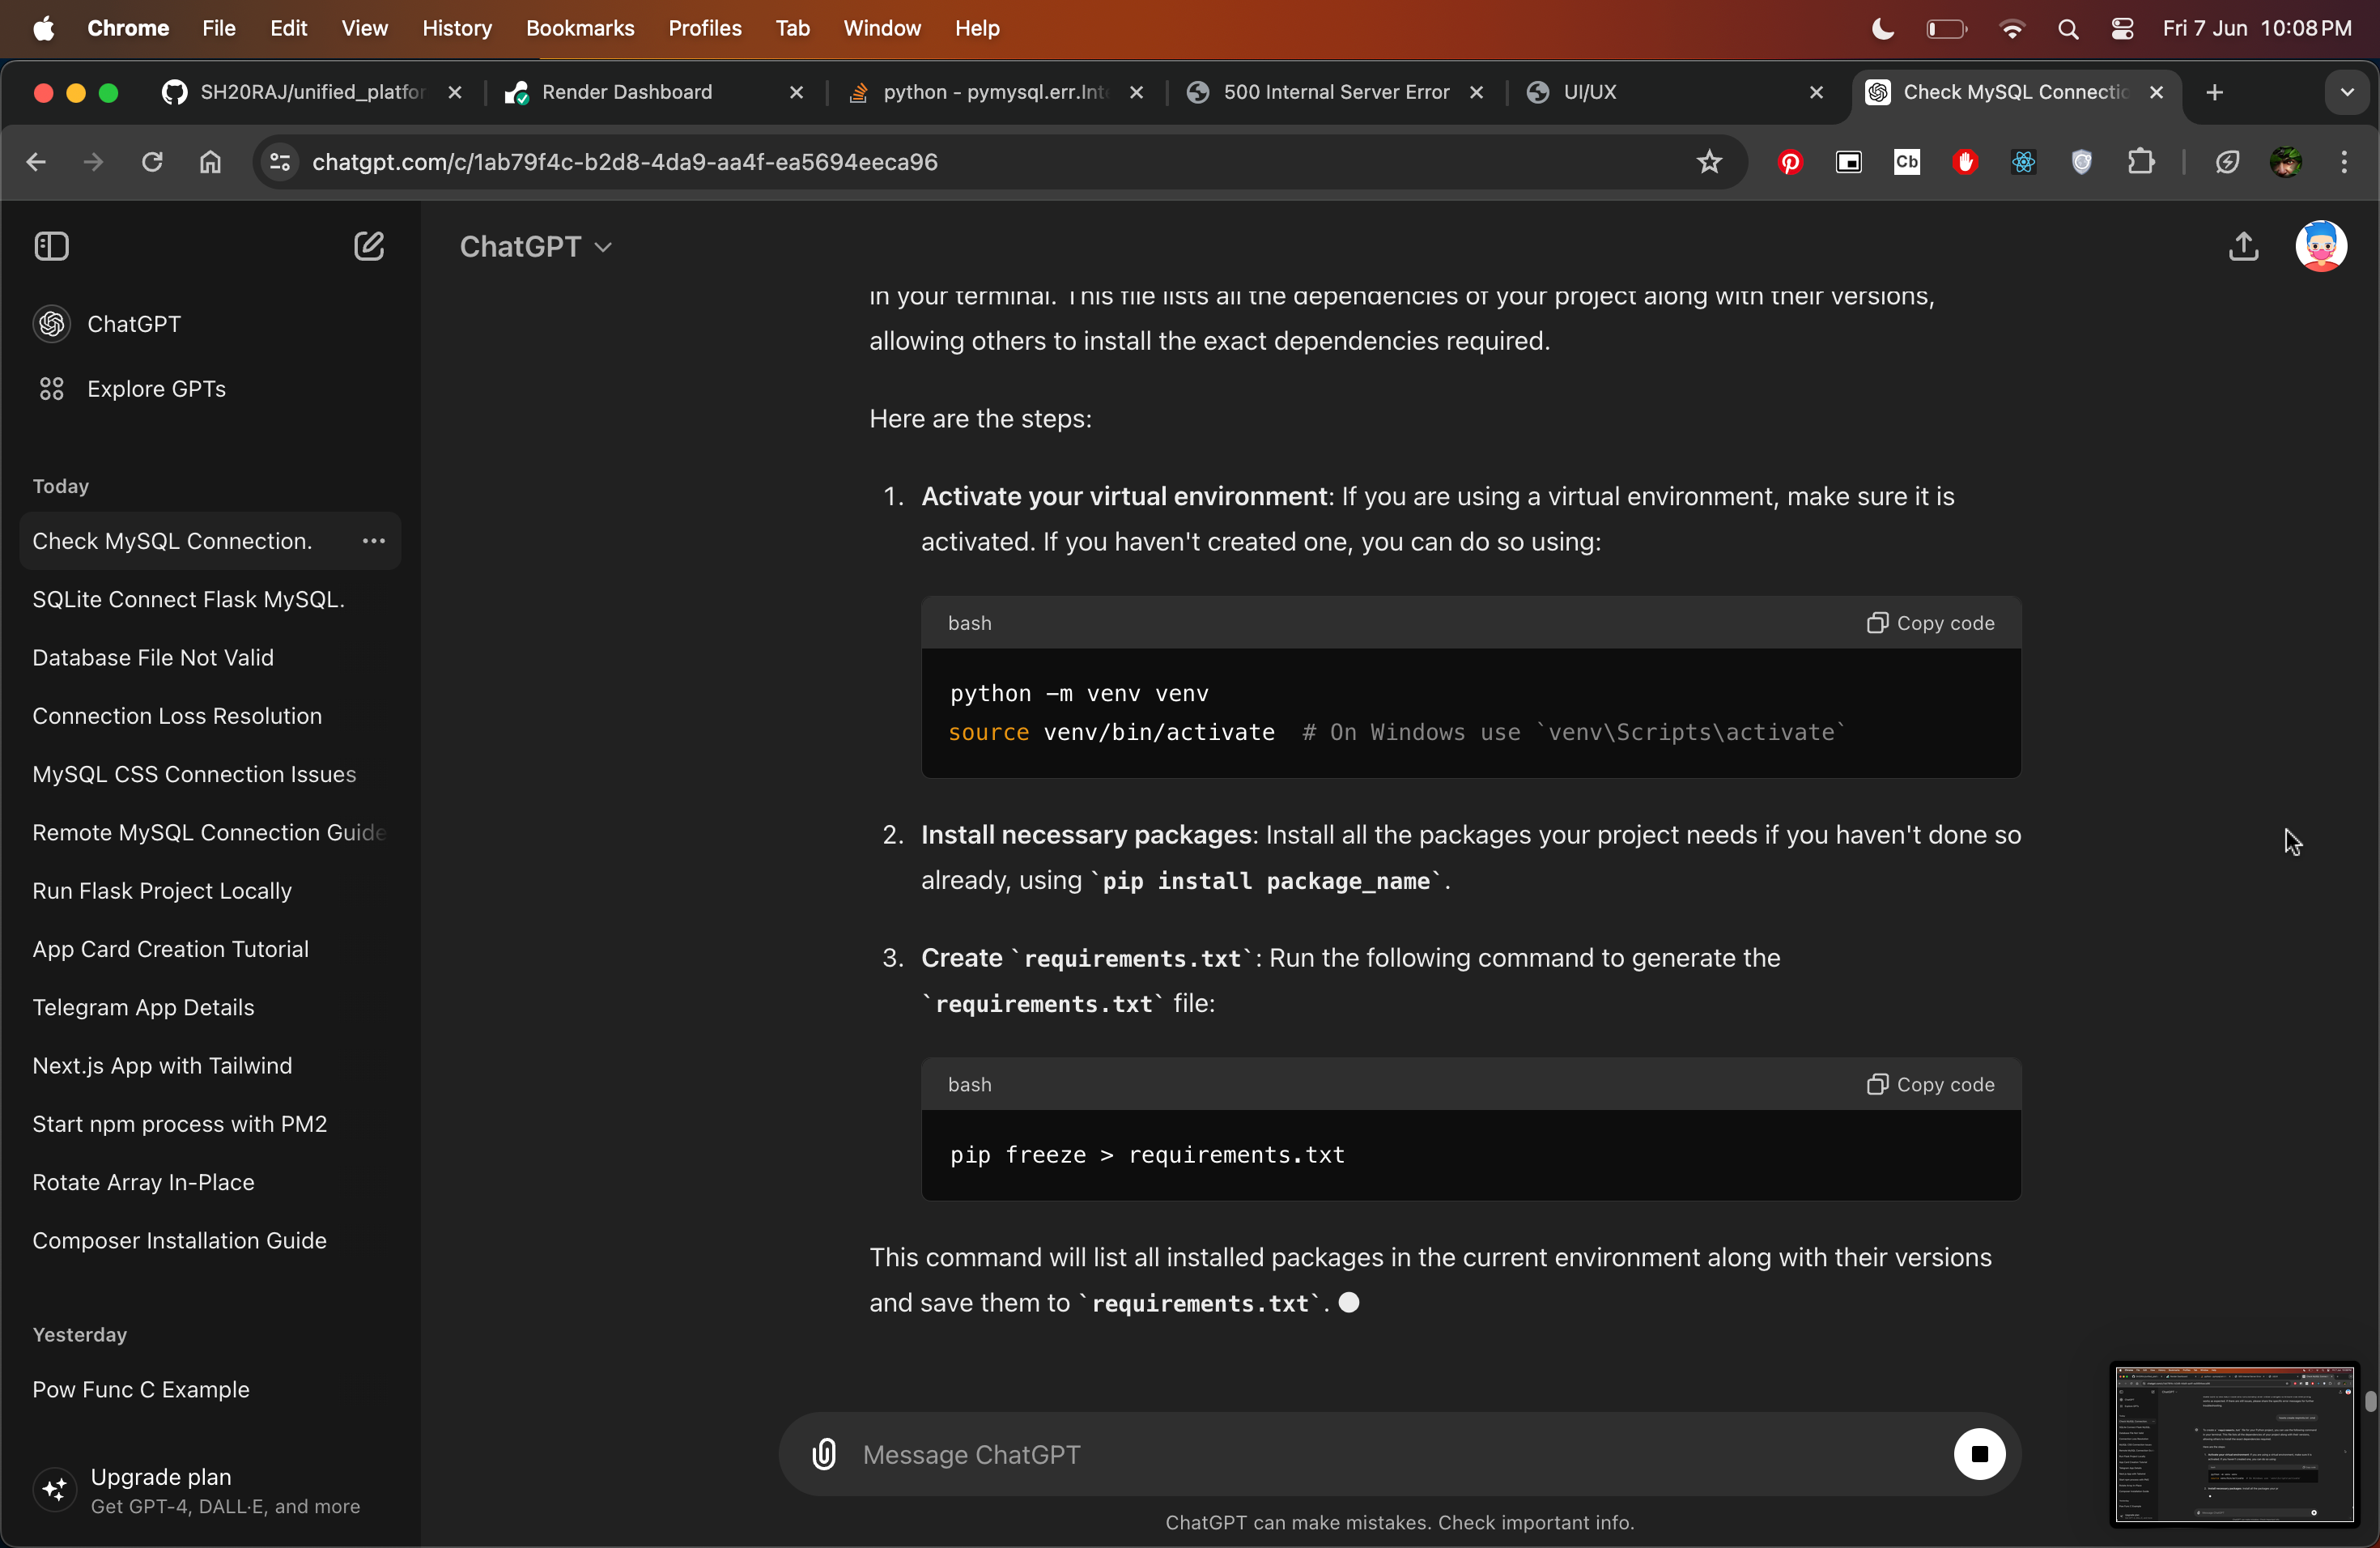 Chrome File Edit View History Bookmarks Profiles Tab Window Help Fri 7 Jun 10:08 PM
SH20RAJ/unified_platfor Render Dashboard python - pymysql.err.Inte 500 Internal Server Error UI/UX Check MySQL Connectic
chatgpt.com/c/1ab79f4c-b2d8-4da9-aa4f-ea5694eeca96
Cb
ChatGPT
Explore GPTs
Today
Check MySQL Connection.
SQLite Connect Flask MySQL.
Database File Not Valid
Connection Loss Resolution
MySQL CSS Connection Issues
Remote MySQL Connection Guide
Run Flask Project Locally
App Card Creation Tutorial
Telegram App Details
Next.js App with Tailwind
Start npm process with PM2
Rotate Array In-Place
Composer Installation Guide
Yesterday
Pow Func C Example
Upgrade plan
Get GPT-4, DALL·E, and more
ChatGPT
in your terminal. This file lists all the dependencies of your project along with their versions,
allowing others to install the exact dependencies required.
Here are the steps:
1. Activate your virtual environment: If you are using a virtual environment, make sure it is
activated. If you haven't created one, you can do so using:
bash Copy code
python -m venv venv
source venv/bin/activate # On Windows use `venv\Scripts\activate`
2. Install necessary packages: Install all the packages your project needs if you haven't done so
already, using `pip install package_name`.
3. Create `requirements.txt`: Run the following command to generate the
`requirements.txt` file:
bash Copy code
pip freeze > requirements.txt
This command will list all installed packages in the current environment along with their versions
and save them to `requirements.txt`.
Message ChatGPT
ChatGPT can make mistakes. Check important info.